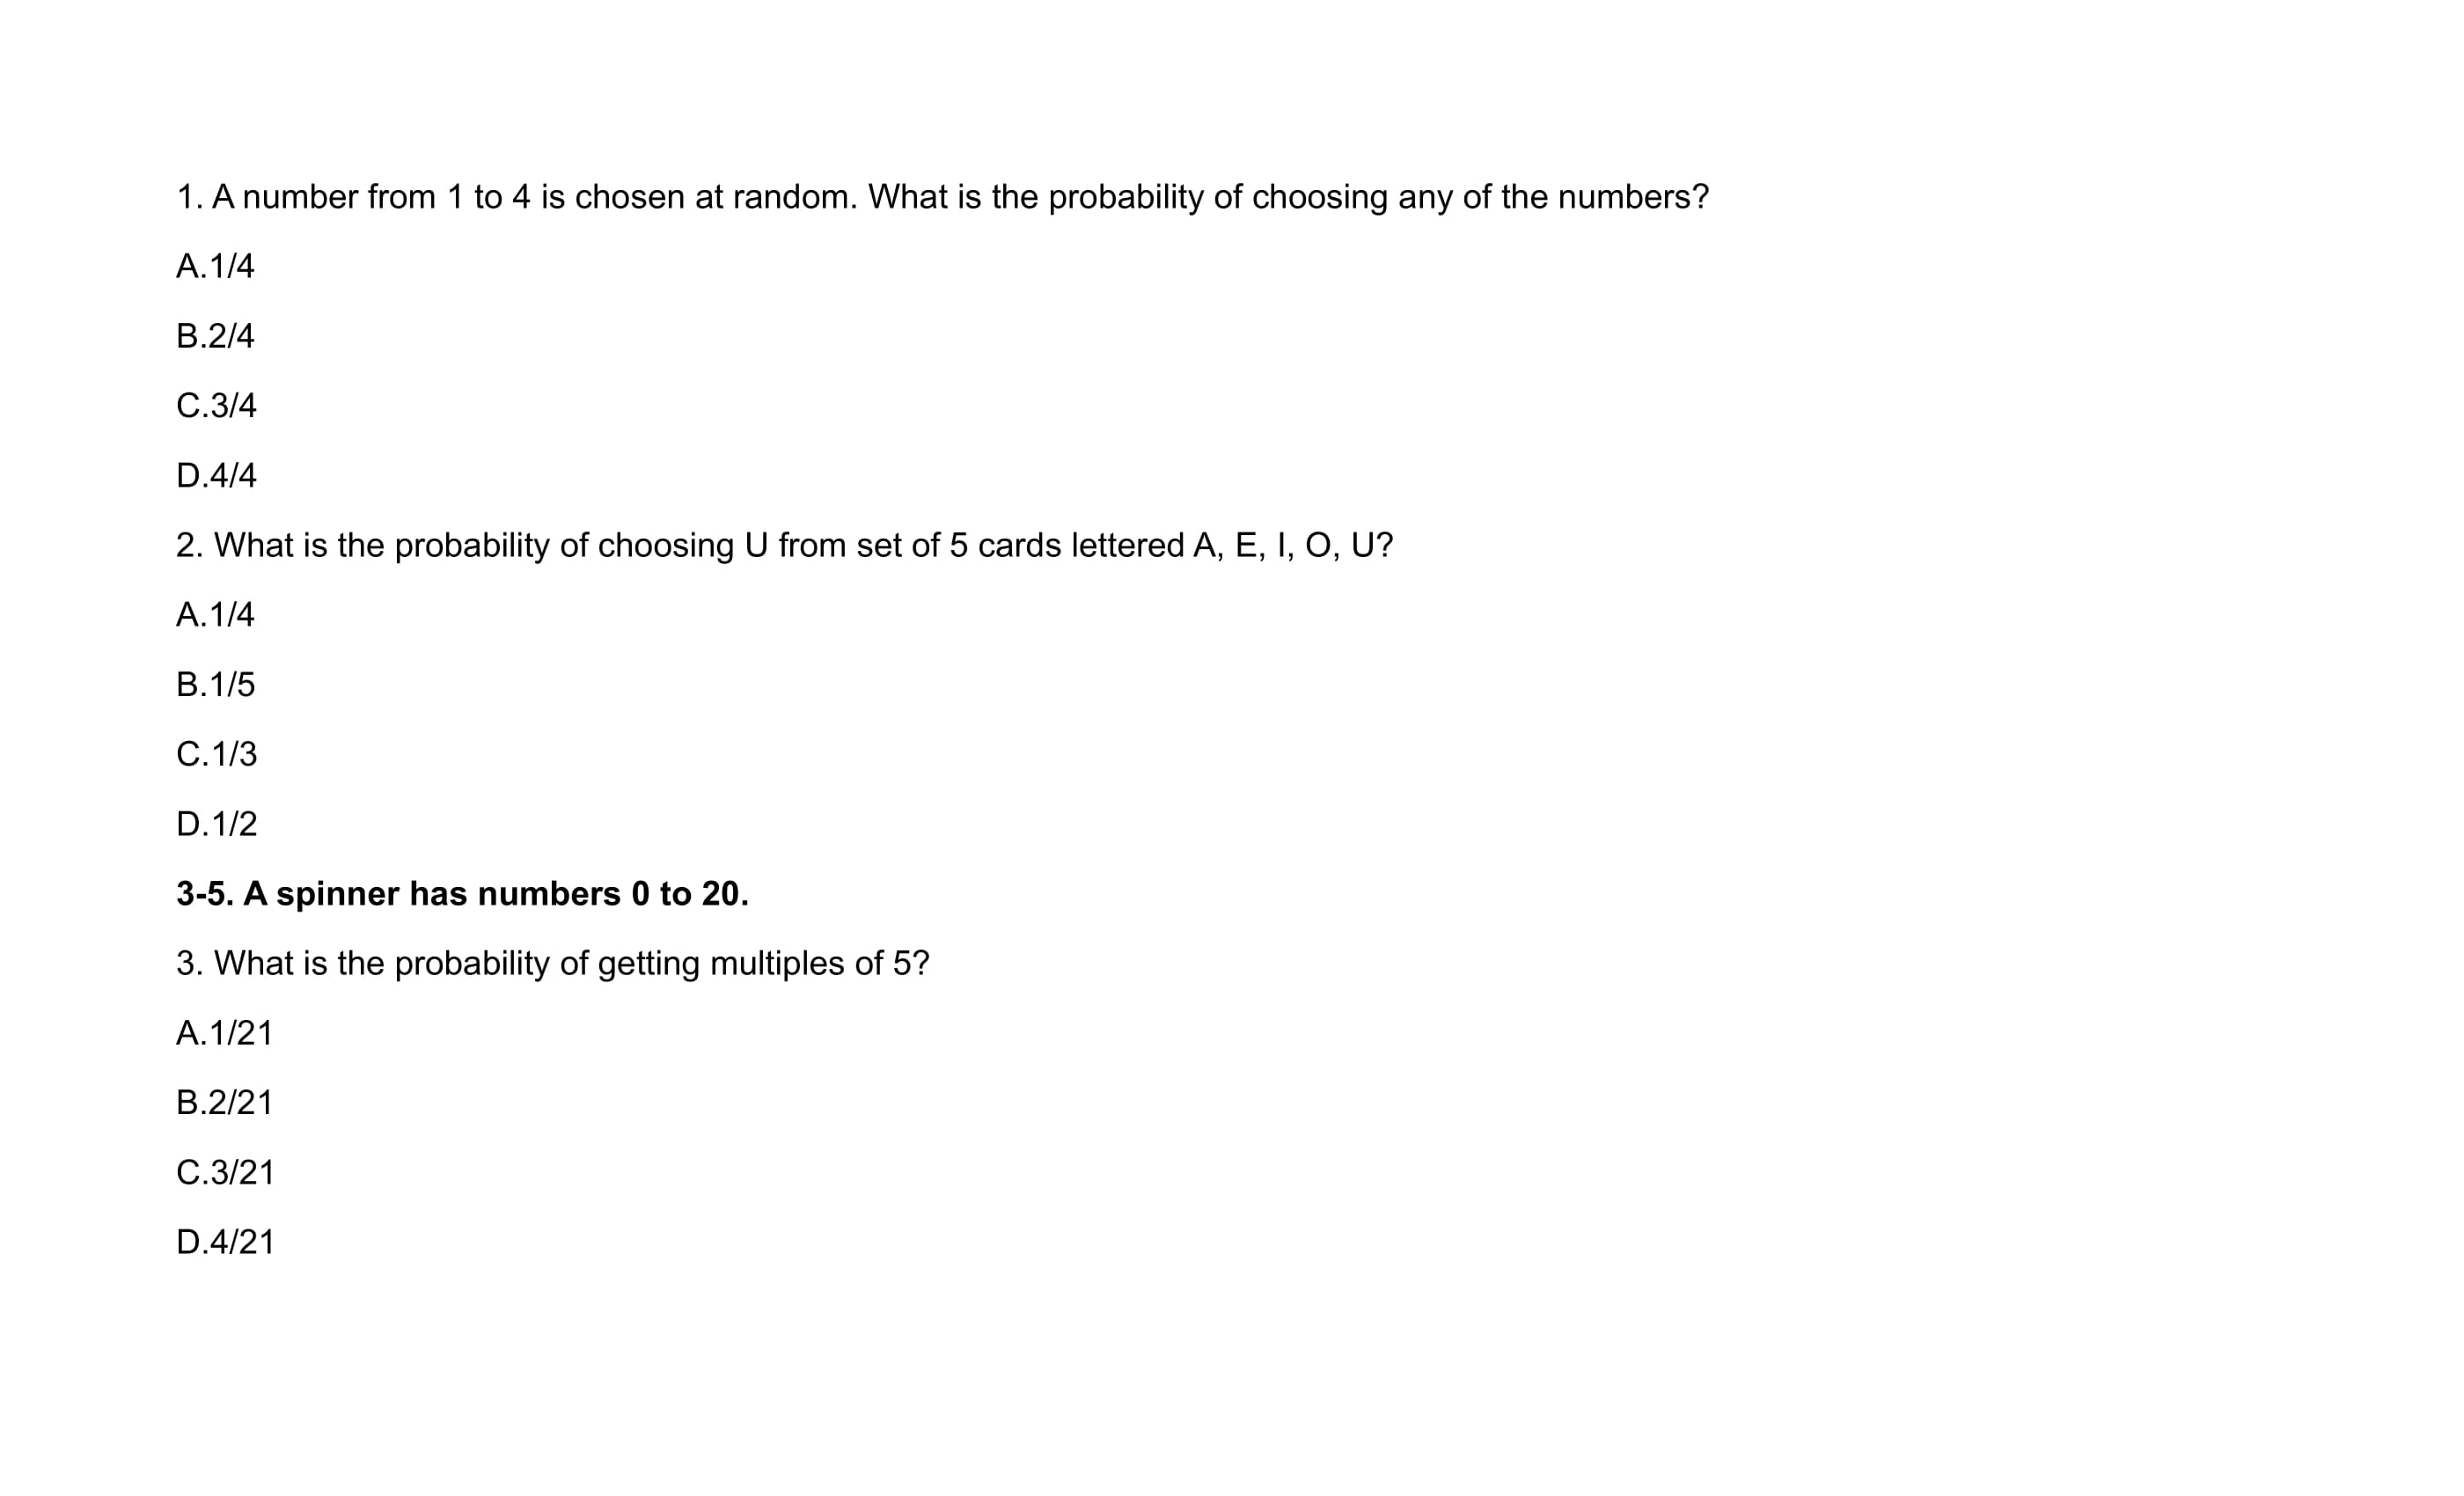 1. A number from 1 to 4 is chosen at random. What is the probability of choosing any of the numbers?
A.1/4
B.2/4
C.3/4
D.4/4
2. What is the probability of choosing U from set of 5 cards lettered A, E, I, O, U?
A.1/4
B.1/5
C.1/3
D.1/2
3-5. A spinner has numbers 0 to 20.
3. What is the probability of getting multiples of 5?
A.1/21
B.2/21
C.3/21
D.4/21